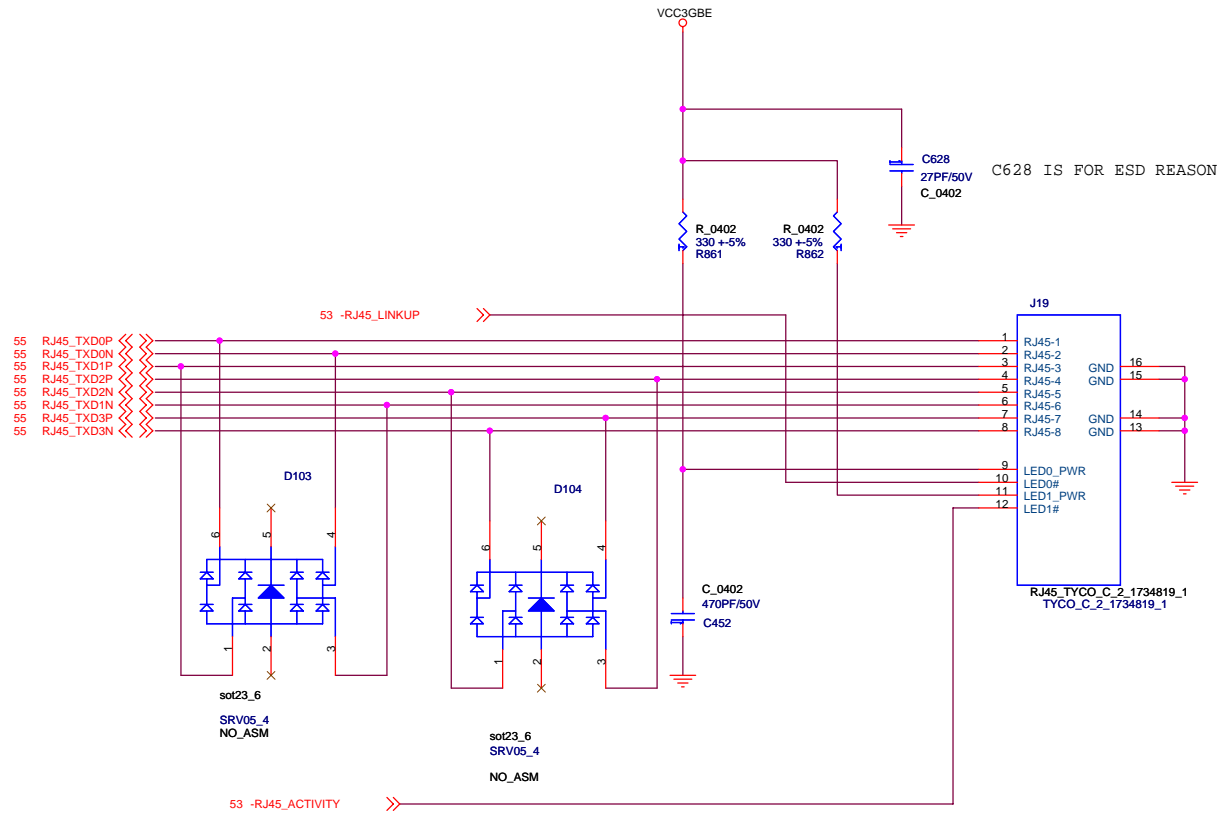 VCC3GBE
C628
27PF/50V
C_0402
C628 IS FOR ESD REASON
R_0402
330 +-5%
R861
R_0402
330 +-5%
R862
J19
53 -RJ45_LINKUP
55 RJ45_TXD0P
55 RJ45_TXD0N
55 RJ45_TXD1P
55 RJ45_TXD2P
55 RJ45_TXD2N
55 RJ45_TXD1N
55 RJ45_TXD3P
55 RJ45_TXD3N
1 RJ45-1
2 RJ45-2
3 RJ45-3
4 RJ45-4
5 RJ45-5
6 RJ45-6
7 RJ45-7
8 RJ45-8
9 LED0_PWR
10 LED0#
11 LED1_PWR
12 LED1#
GND 16
GND 15
GND 14
GND 13
D103
6 5 4
1 2 3
sot23_6
SRV05_4
NO_ASM
D104
6 5 4
1 2 3
sot23_6
SRV05_4
NO_ASM
C_0402
470PF/50V
C452
RJ45_TYCO_C_2_1734819_1
TYCO_C_2_1734819_1
53 -RJ45_ACTIVITY